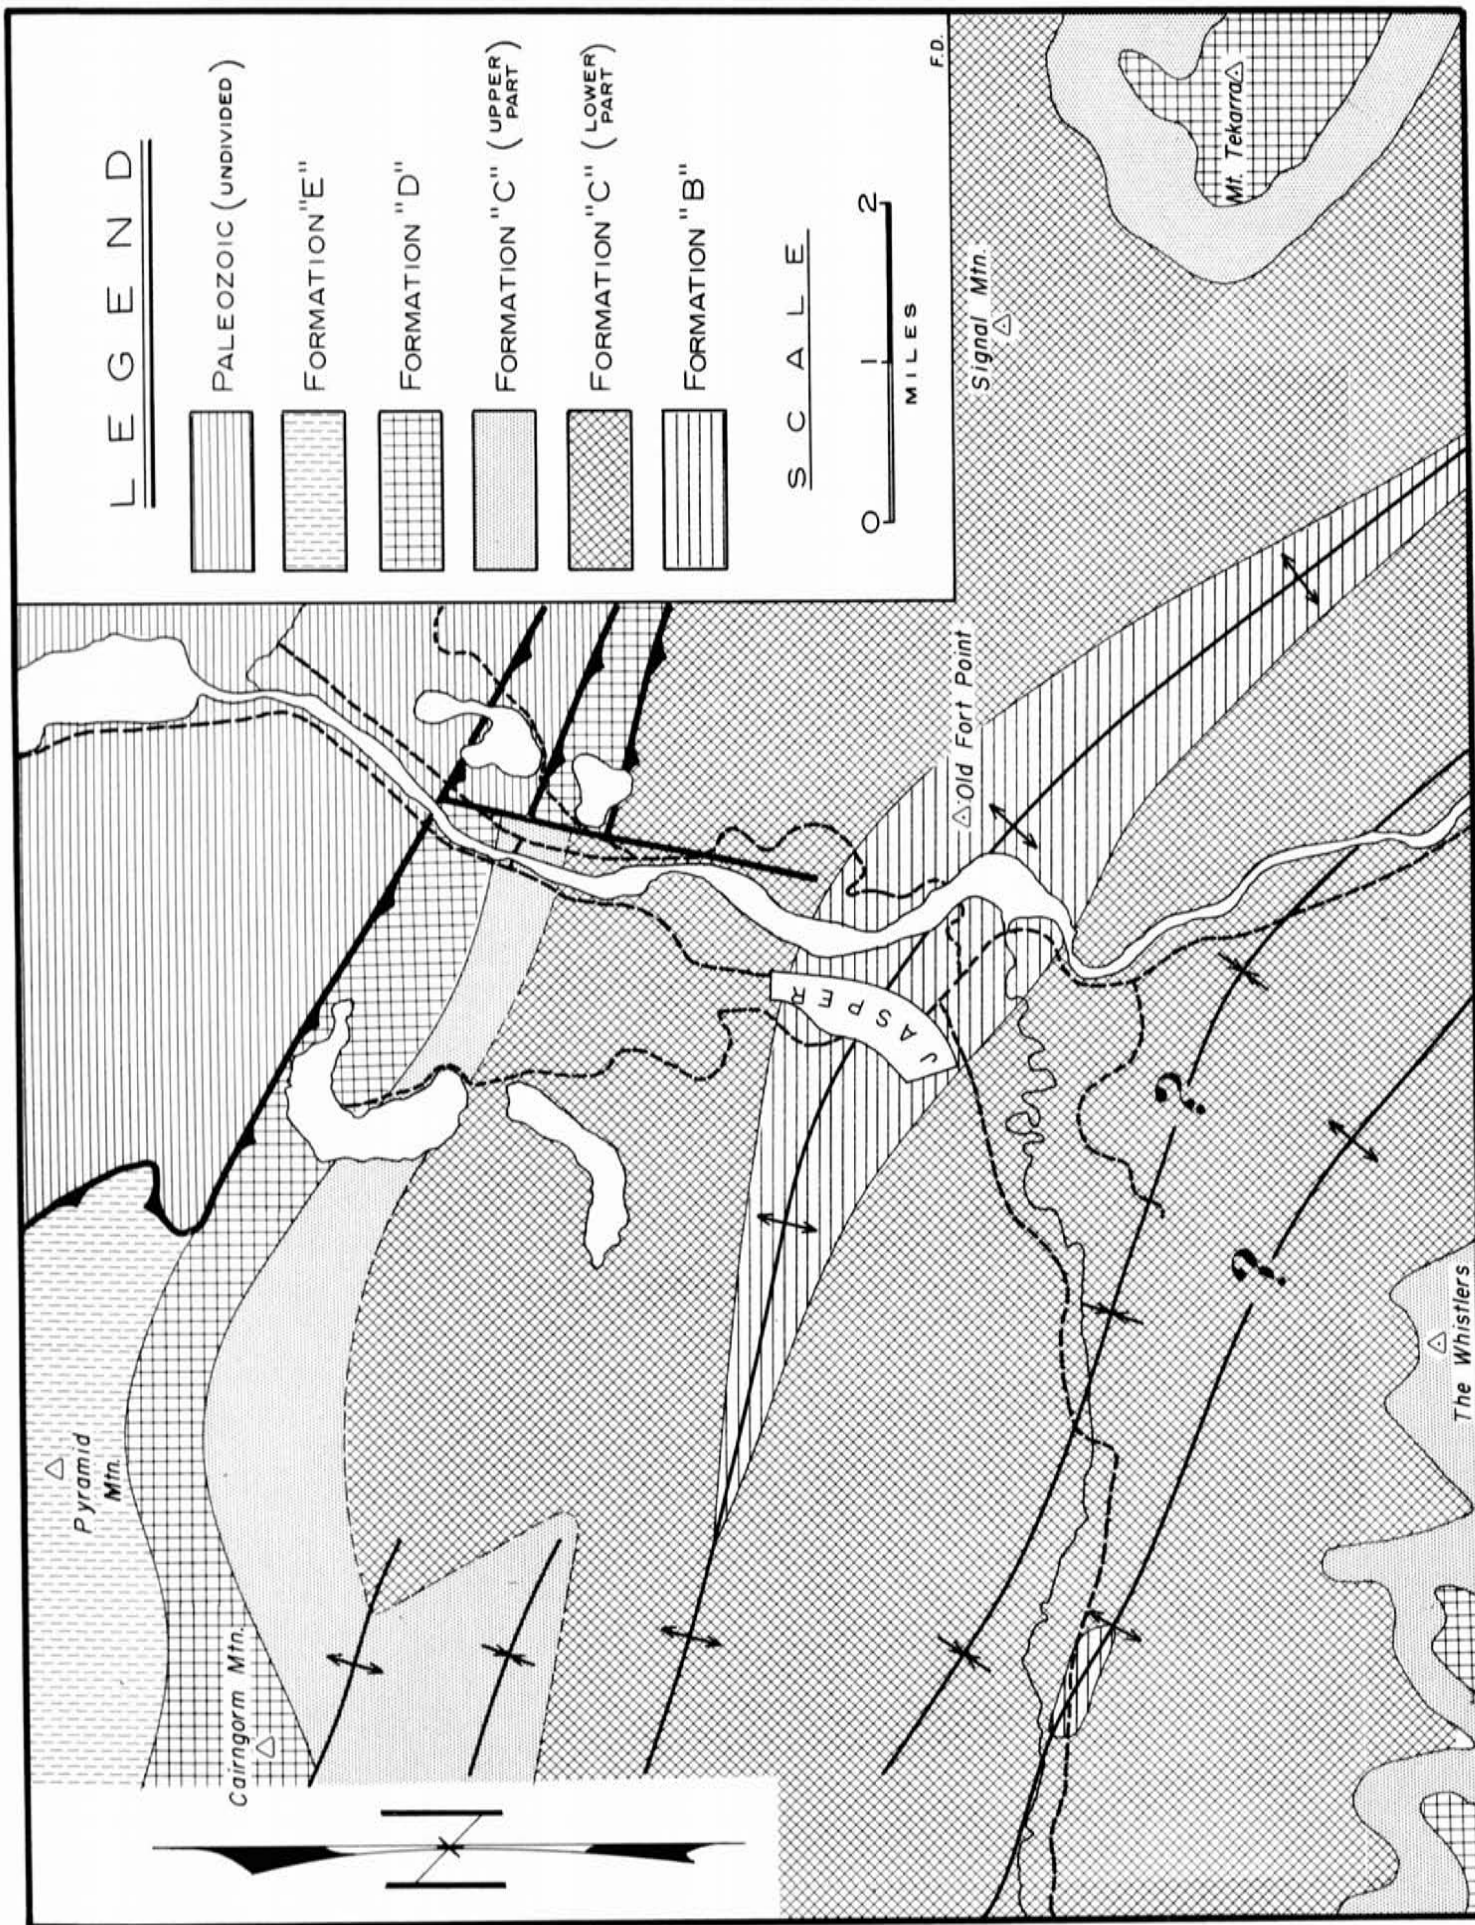 LEGEND
PALEOZOIC (UNDIVIDED)
FORMATION "E"
FORMATION "D"
FORMATION "C" (UPPER PART)
FORMATION "C" (LOWER PART)
FORMATION "B"
SCALE
0 1 2
MILES
F.D.
Pyramid
Mtn.
Cairngorm Mtn.
N
JASPER
Old Fort Point
Signal Mtn.
Mt. Tekarra
The Whistlers
?
?